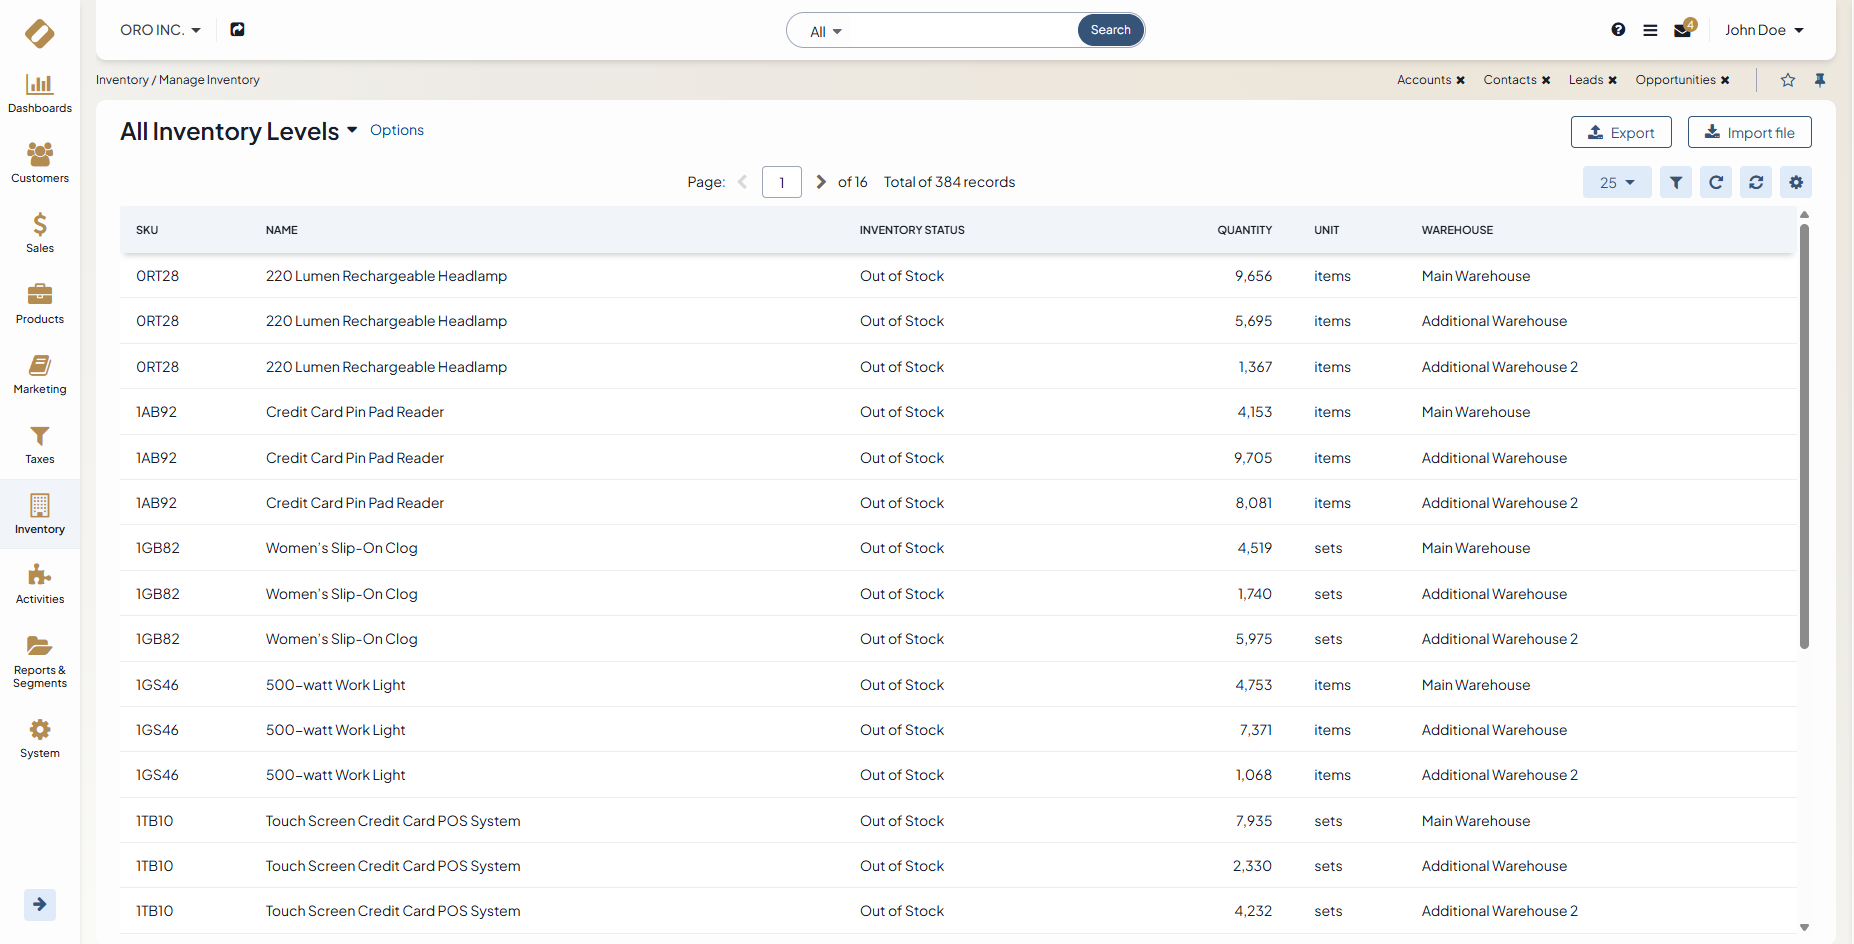 ORO INC.
All
Search
4
John Doe
Inventory / Manage Inventory
Accounts
Contacts
Leads
Opportunities
Dashboards
Customers
Sales
Products
Marketing
Taxes
Inventory
Activities
Reports &
Segments
System
All Inventory Levels
Options
Export
Import file
Page: 1 of 16 Total of 384 records
25
SKU NAME INVENTORY STATUS QUANTITY UNIT WAREHOUSE
0RT28 220 Lumen Rechargeable Headlamp Out of Stock 9,656 items Main Warehouse
0RT28 220 Lumen Rechargeable Headlamp Out of Stock 5,695 items Additional Warehouse
0RT28 220 Lumen Rechargeable Headlamp Out of Stock 1,367 items Additional Warehouse 2
1AB92 Credit Card Pin Pad Reader Out of Stock 4,153 items Main Warehouse
1AB92 Credit Card Pin Pad Reader Out of Stock 9,705 items Additional Warehouse
1AB92 Credit Card Pin Pad Reader Out of Stock 8,081 items Additional Warehouse 2
1GB82 Women’s Slip-On Clog Out of Stock 4,519 sets Main Warehouse
1GB82 Women’s Slip-On Clog Out of Stock 1,740 sets Additional Warehouse
1GB82 Women’s Slip-On Clog Out of Stock 5,975 sets Additional Warehouse 2
1GS46 500-watt Work Light Out of Stock 4,753 items Main Warehouse
1GS46 500-watt Work Light Out of Stock 7,371 items Additional Warehouse
1GS46 500-watt Work Light Out of Stock 1,068 items Additional Warehouse 2
1TB10 Touch Screen Credit Card POS System Out of Stock 7,935 sets Main Warehouse
1TB10 Touch Screen Credit Card POS System Out of Stock 2,330 sets Additional Warehouse
1TB10 Touch Screen Credit Card POS System Out of Stock 4,232 sets Additional Warehouse 2